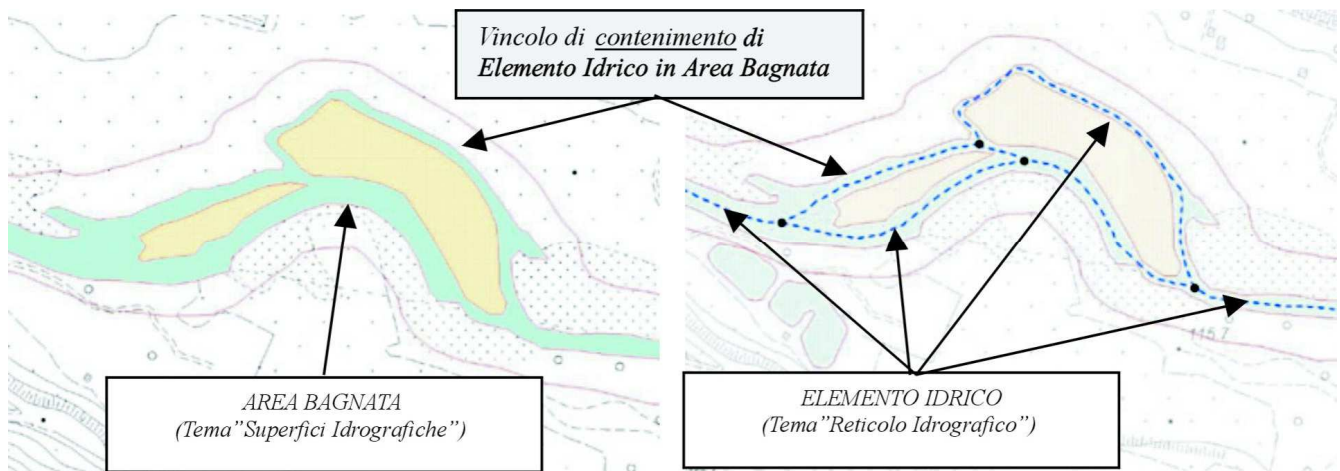 Vincolo di contenimento di
Elemento Idrico in Area Bagnata
AREA BAGNATA
(Tema”Superfici Idrografiche”)
ELEMENTO IDRICO
(Tema”Reticolo Idrografico”)
115.7